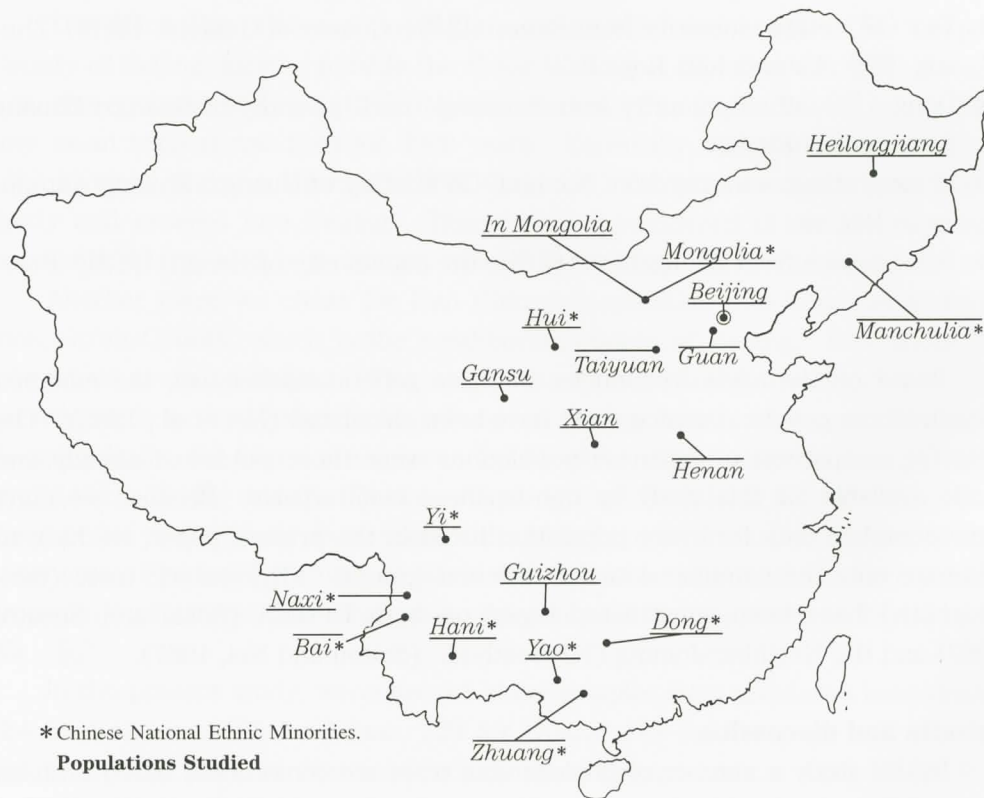 Heilongjiang
In Mongolia
Mongolia*
Beijing
Hui*
Manchulia*
Taiyuan
Guan
Gansu
Xian
Henan
Yi*
Guizhou
Naxi*
Bai*
Hani*
Dong*
Yao*
Zhuang*
* Chinese National Ethnic Minorities.
Populations Studied